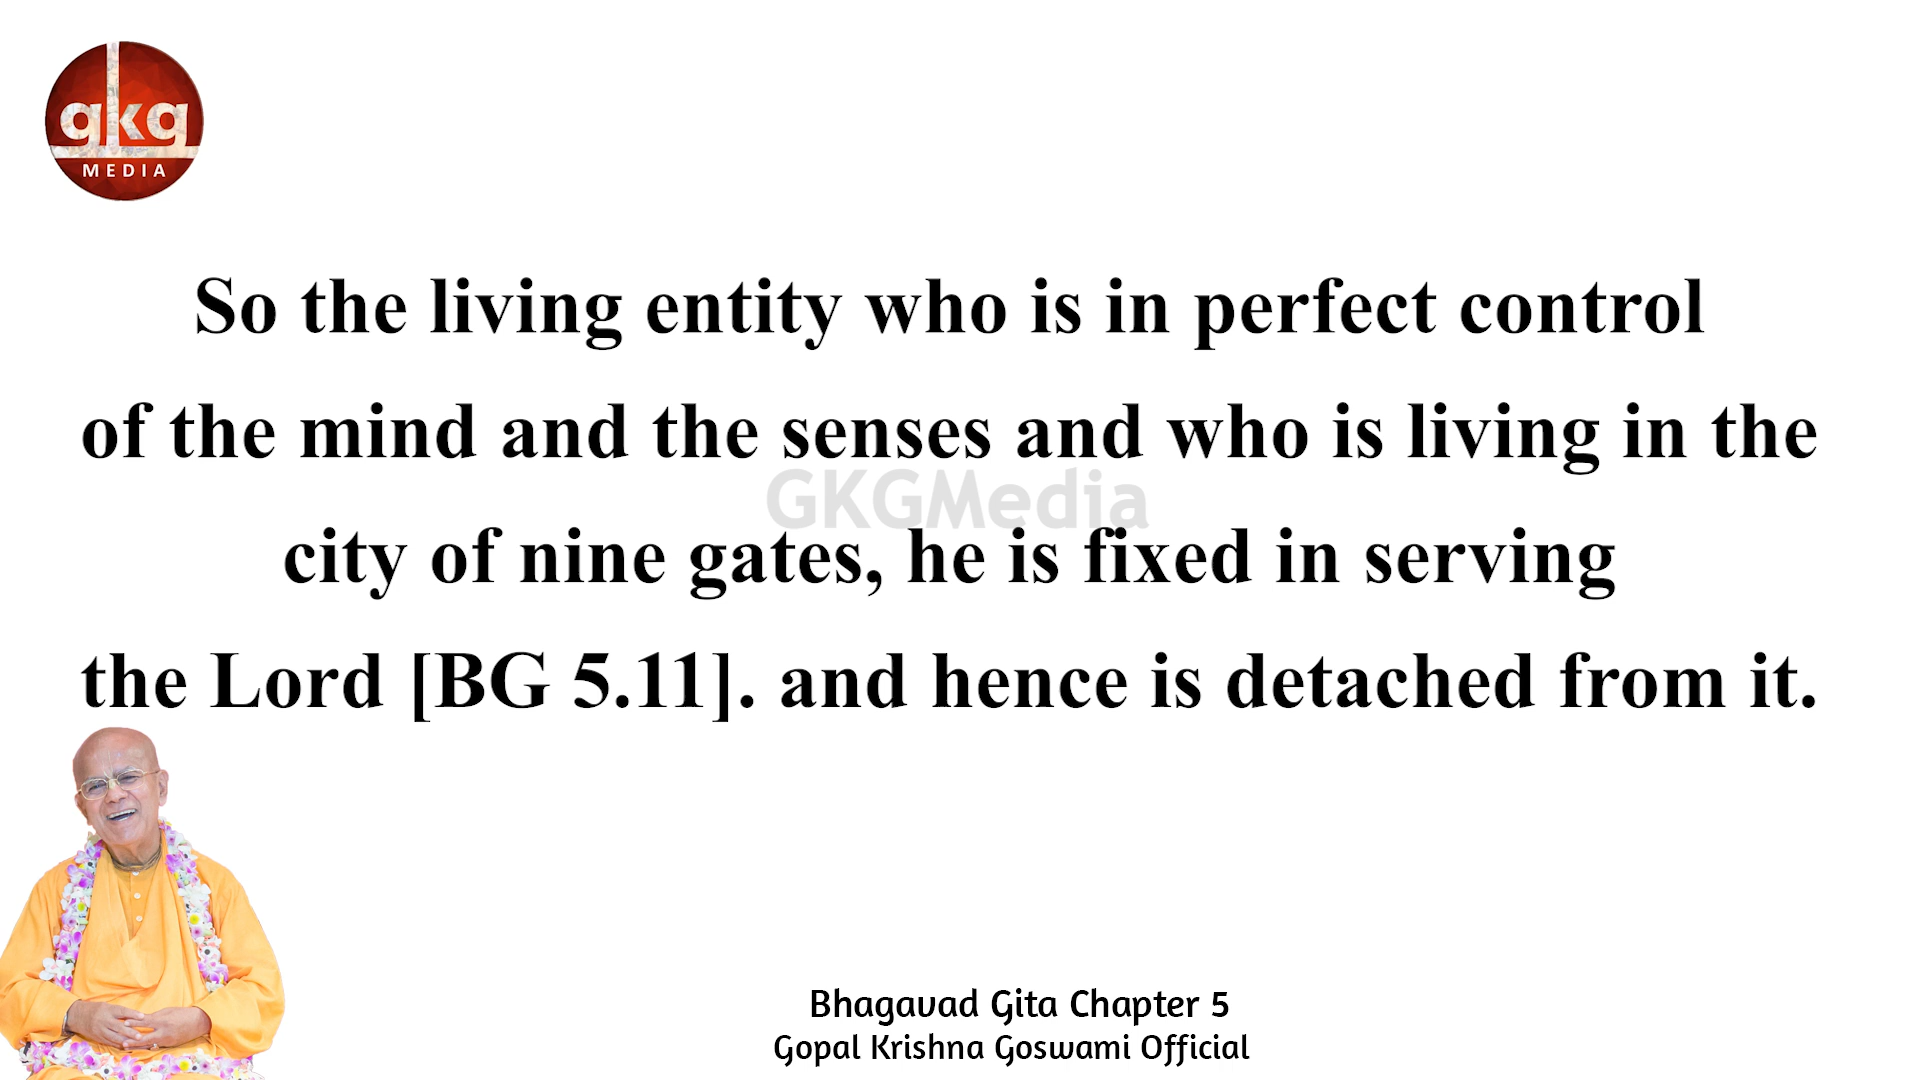 gkg
MEDIA
So the living entity who is in perfect control
of the mind and the senses and who is living in the
GKGMedia
city of nine gates, he is fixed in serving
the Lord [BG 5.11]. and hence is detached from it.
Bhagavad Gita Chapter 5
Gopal Krishna Goswami Official